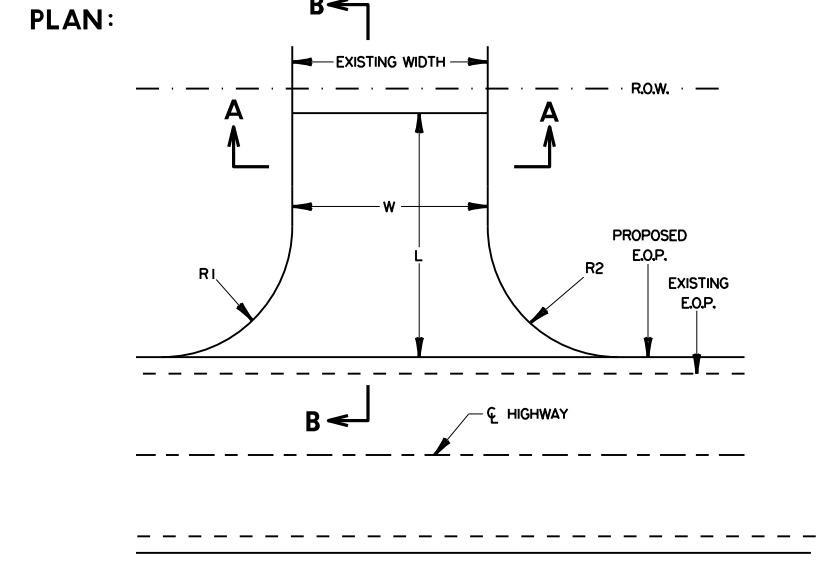 B
PLAN:
EXISTING WIDTH
R.O.W.
A
A
W
PROPOSED
E.O.P.
L
R1
R2
EXISTING
E.O.P.
B
℄ HIGHWAY